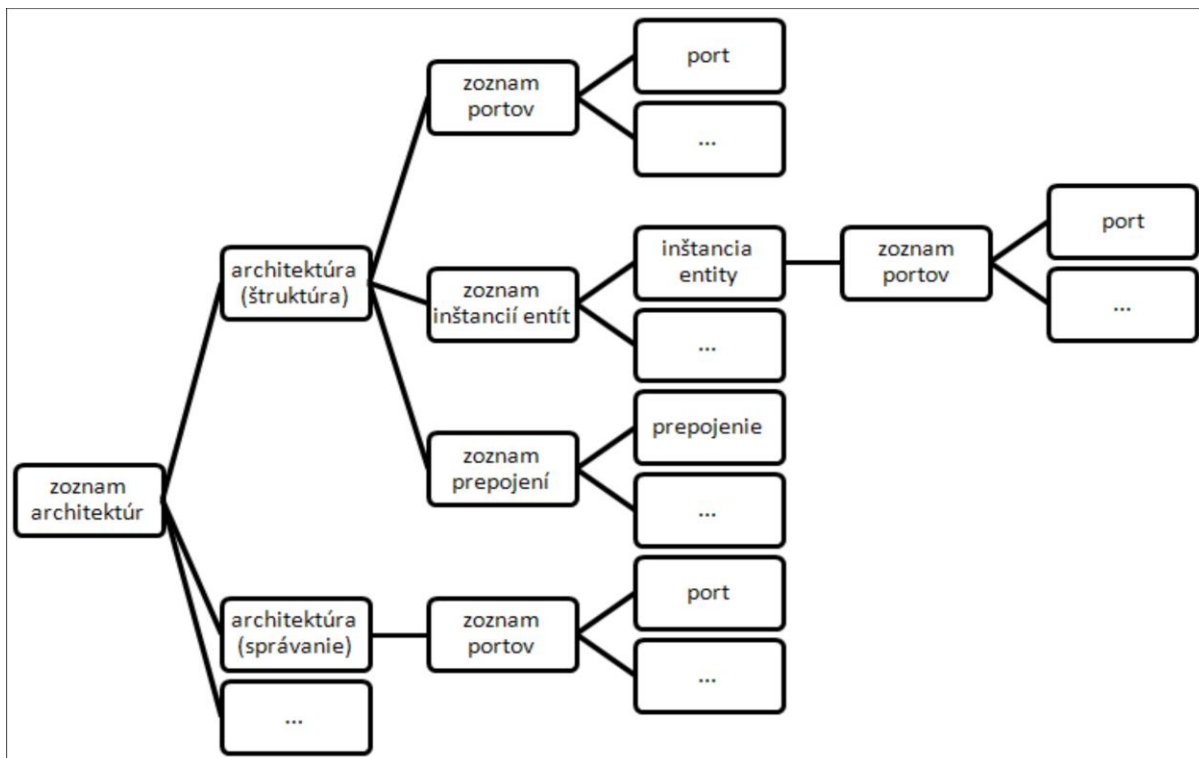 zoznam
architektúr
architektúra
(štruktúra)
zoznam
portov
port
...
zoznam
inštancií entít
inštancia
entity
zoznam
portov
port
...
...
zoznam
prepojení
prepojenie
...
architektúra
(správanie)
zoznam
portov
port
...
...